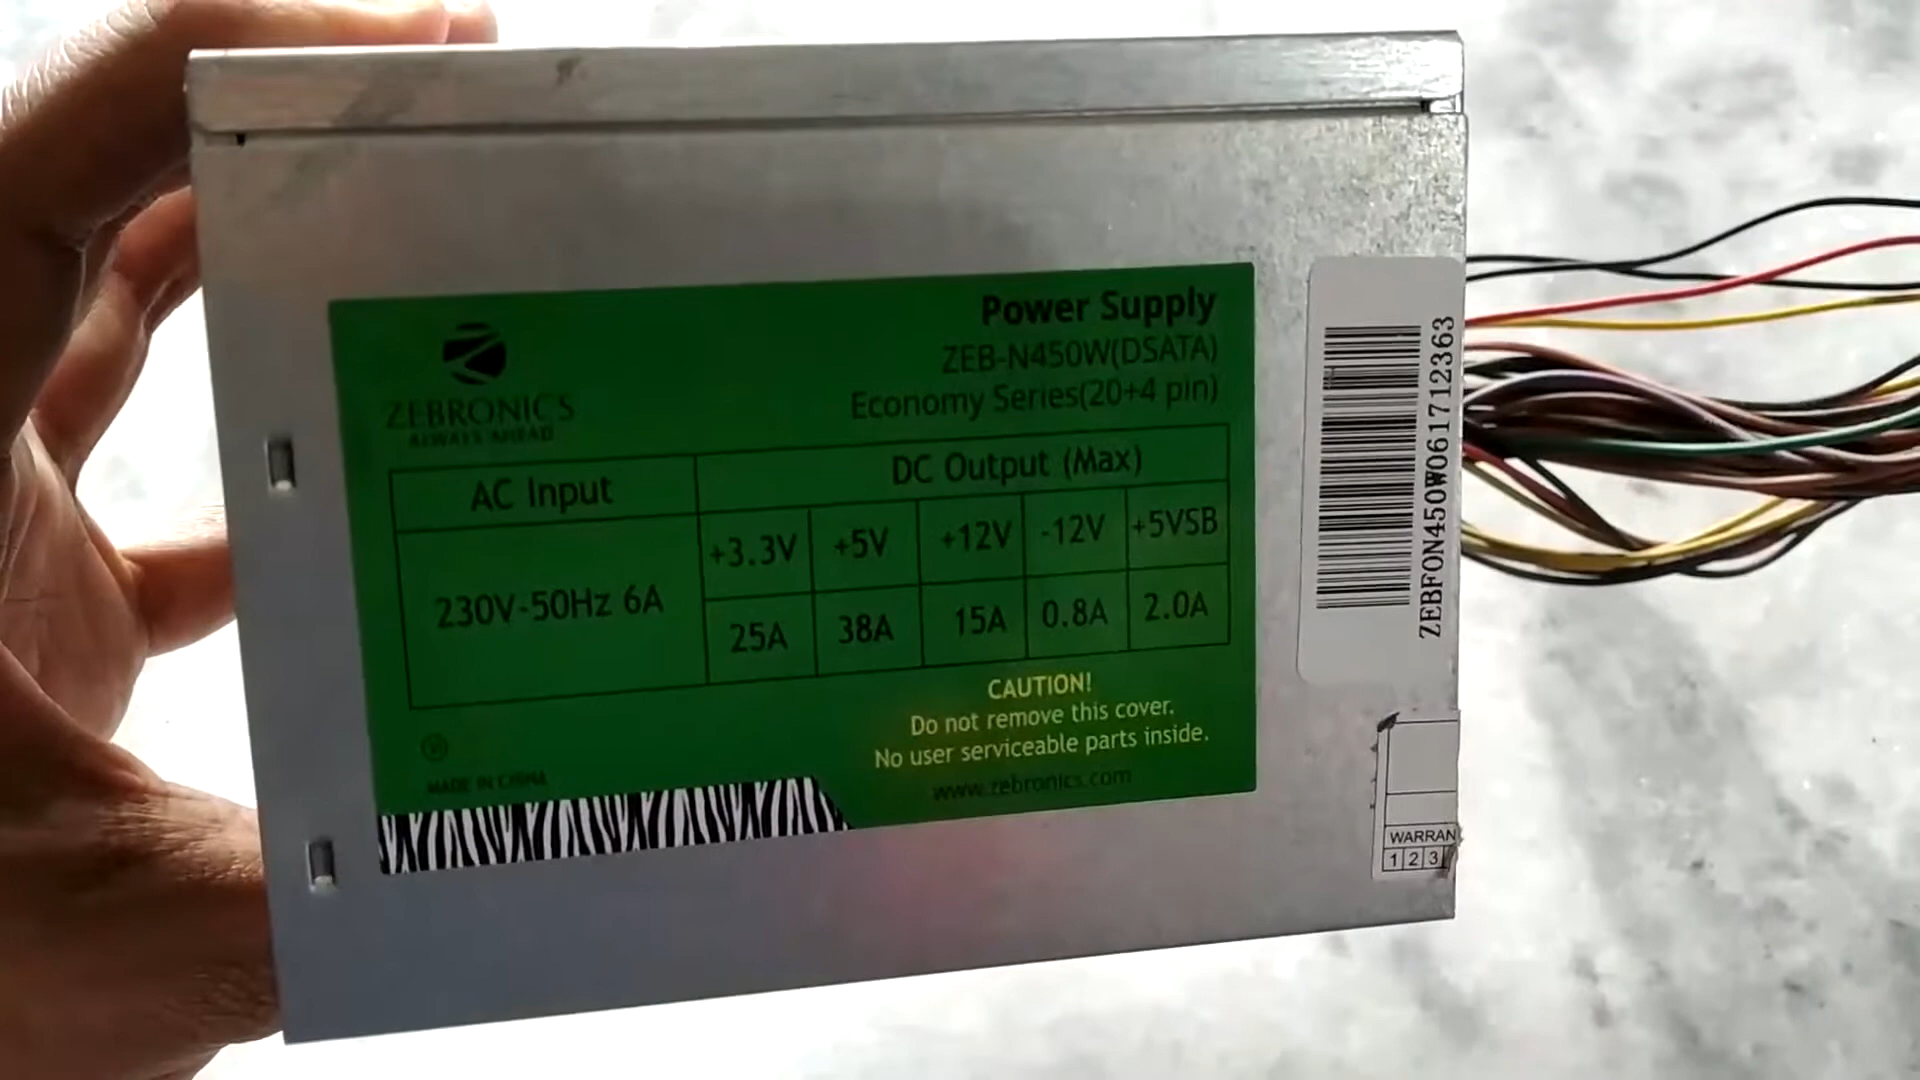 Power Supply
ZEB-N450W(DSATA)
Economy Series(20+4 pin)
ZEBRONICS
ALWAYS AHEAD
AC Input
DC Output (Max)
+3.3V +5V +12V -12V +5VSB
230V-50Hz 6A
25A 38A 15A 0.8A 2.0A
CAUTION!
Do not remove this cover.
No user serviceable parts inside.
www.zebronics.com
MADE IN CHINA
ZEBFON450W061712363
WARRAN
1 2 3